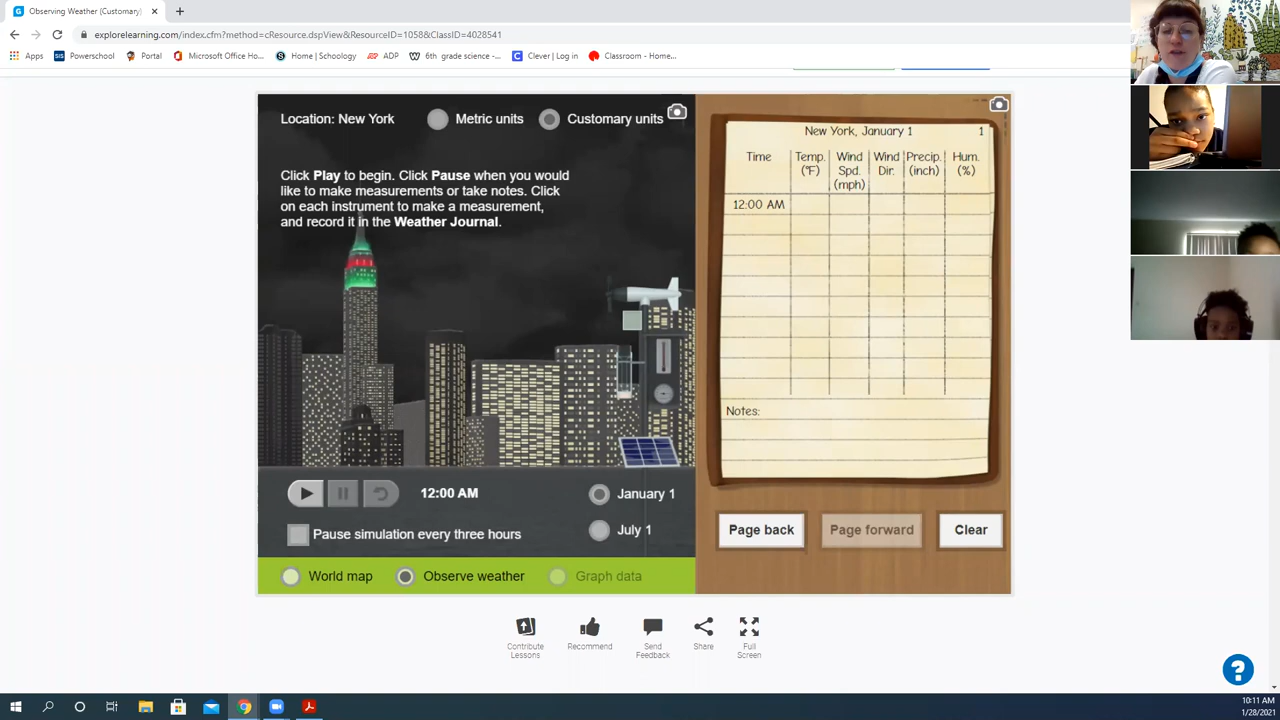 Observing Weather (Customary)
explorelearning.com/index.cfm?method=cResource.dspView&ResourceID=1058&ClassID=4028541
Apps
SIS Powerschool
Portal
Microsoft Office Ho...
Home | Schoology
ADP
6th grade science -...
Clever | Log in
Classroom - Home...
Location: New York
Metric units
Customary units
Click Play to begin. Click Pause when you would
like to make measurements or take notes. Click
on each instrument to make a measurement,
and record it in the Weather Journal.
12:00 AM
January 1
July 1
Pause simulation every three hours
World map
Observe weather
Graph data
New York, January 1 1
Time Temp. (°F) Wind Spd. (mph) Wind Dir. Precip. (inch) Hum. (%)
12:00 AM
Notes:
Page back
Page forward
Clear
Contribute Lessons
Recommend
Send Feedback
Share
Full Screen
?
10:11 AM
1/28/2021